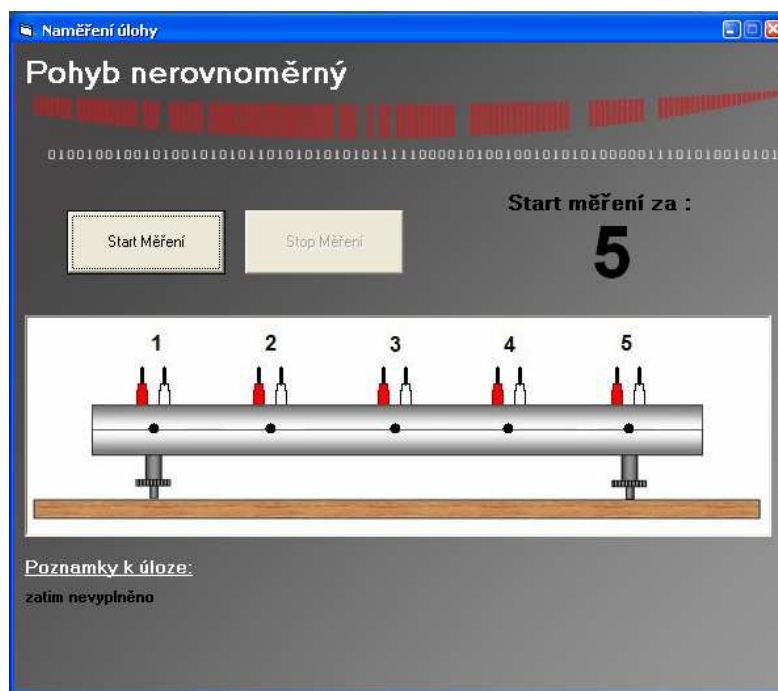 Naměření úlohy
Pohyb nerovnoměrný
Start měření za :
Start Měření
Stop Měření
5
1 2 3 4 5
Poznamky k úloze:
zatim nevyplněno